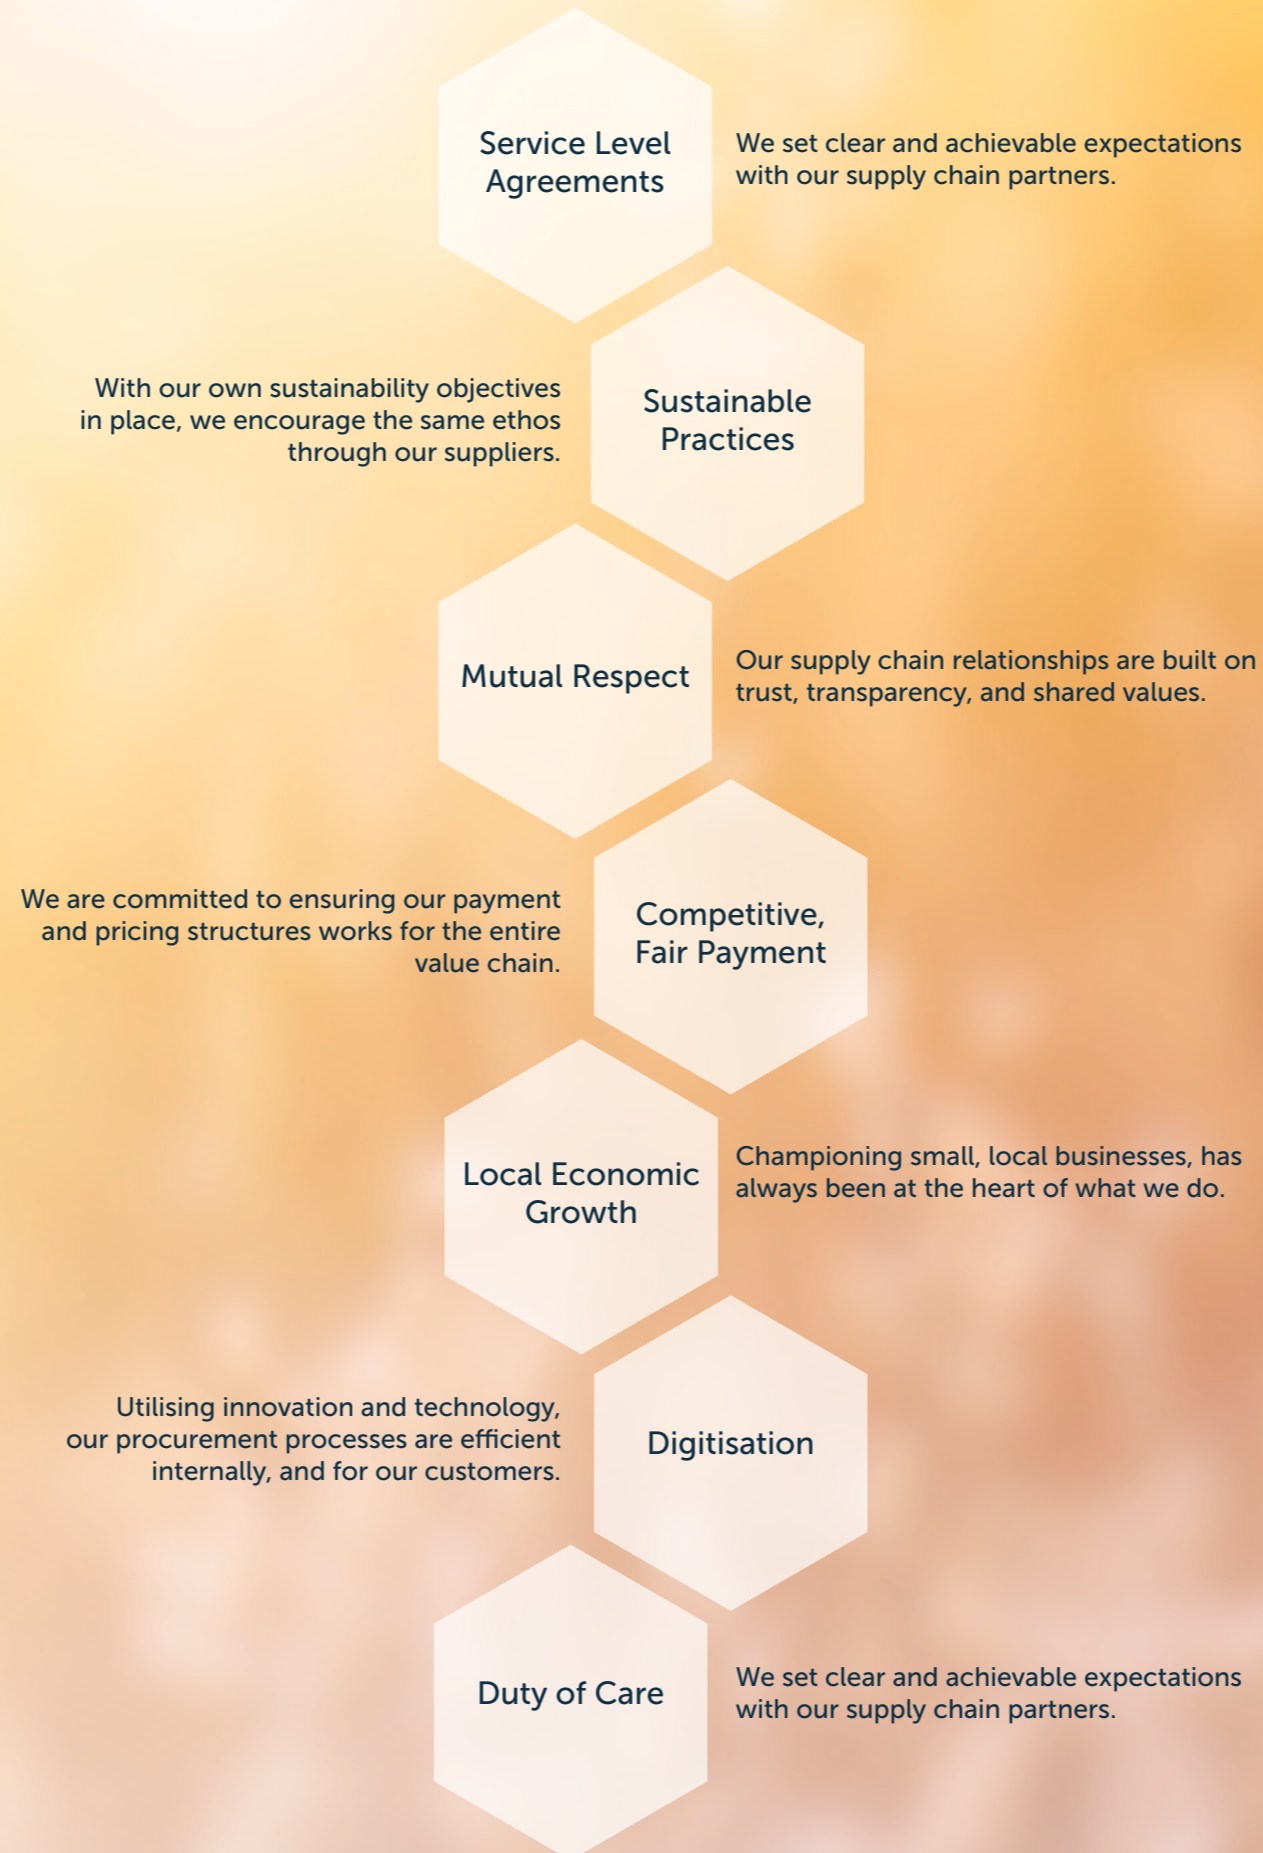 Service Level
Agreements
We set clear and achievable expectations
with our supply chain partners.
With our own sustainability objectives
in place, we encourage the same ethos
through our suppliers.
Sustainable
Practices
Mutual Respect
Our supply chain relationships are built on
trust, transparency, and shared values.
We are committed to ensuring our payment
and pricing structures works for the entire
value chain.
Competitive,
Fair Payment
Local Economic
Growth
Championing small, local businesses, has
always been at the heart of what we do.
Utilising innovation and technology,
our procurement processes are efficient
internally, and for our customers.
Digitisation
Duty of Care
We set clear and achievable expectations
with our supply chain partners.